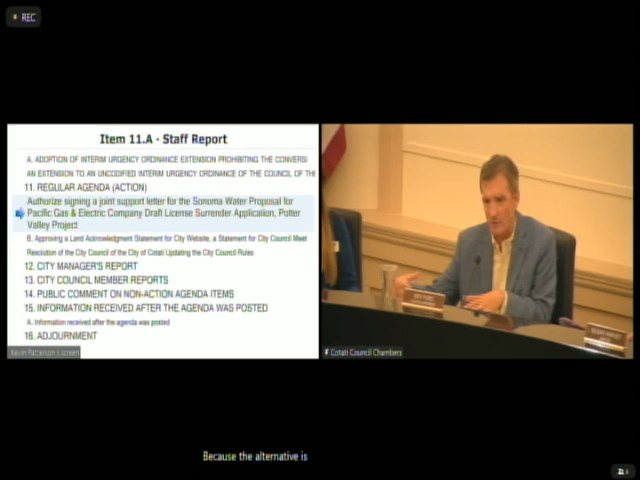 REC
Item 11.A - Staff Report
A. ADOPTION OF INTERIM URGENCY ORDINANCE EXTENSION PROHIBITING THE CONVERSI
AN EXTENSION TO AN UNCODIFIED INTERIM URGENCY ORDINANCE OF THE COUNCIL OF THE
11. REGULAR AGENDA (ACTION)
Authorize signing a joint support letter for the Sonoma Water Proposal for
Pacific Gas & Electric Company Draft License Surrender Application, Potter
Valley Project
B. Approving a Land Acknowledgment Statement for City Website, a Statement for City Council Meet
Resolution of the City Council of the City of Cotati Updating the City Council Rules
12. CITY MANAGER'S REPORT
13. CITY COUNCIL MEMBER REPORTS
14. PUBLIC COMMENT ON NON-ACTION AGENDA ITEMS
15. INFORMATION RECEIVED AFTER THE AGENDA WAS POSTED
A. Information received after the agenda was posted
16. ADJOURNMENT
Cotati Council Chambers
Because the alternative is